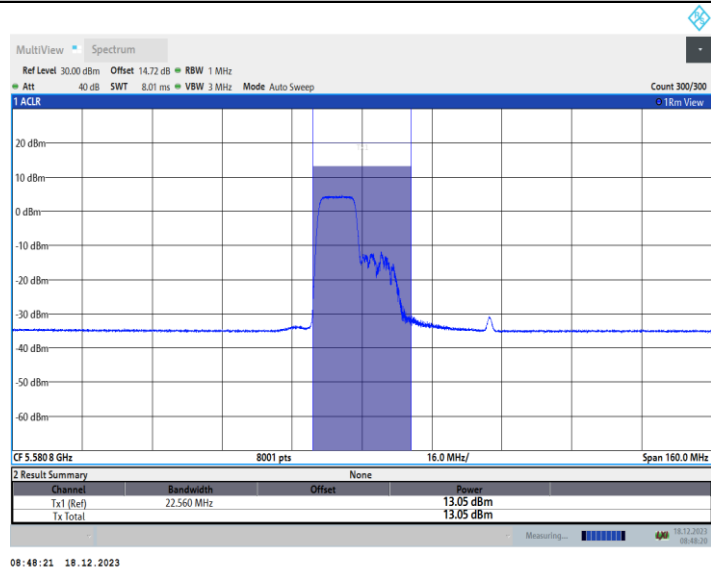 MultiView Spectrum
Ref Level 30.00 dBm Offset 14.72 dB RBW 1 MHz
Att 40 dB SWT 8.01 ms VBW 3 MHz Mode Auto Sweep Count 300/300
1 ACLR 1Rm View
20 dBm
10 dBm
0 dBm
-10 dBm
-20 dBm
-30 dBm
-40 dBm
-50 dBm
-60 dBm
CF 5.5808 GHz 8001 pts 16.0 MHz/ Span 160.0 MHz
2 Result Summary None
Channel Bandwidth Offset Power
Tx1 (Ref) 22.560 MHz 13.05 dBm
Tx Total 13.05 dBm
Measuring... 18.12.2023
08:48:20
08:48:21 18.12.2023